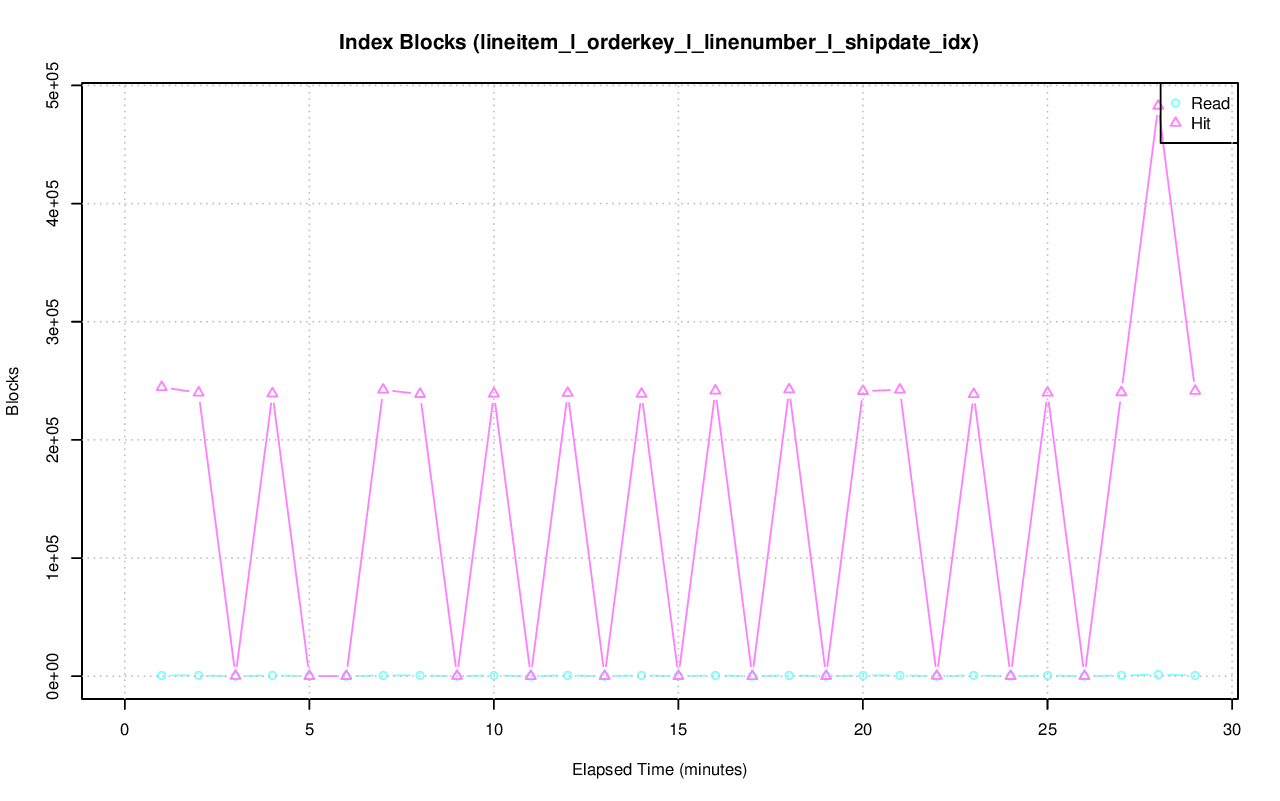 Index Blocks (lineitem_l_orderkey_l_linenumber_l_shipdate_idx)
5e+05
4e+05
3e+05
2e+05
1e+05
0e+00
Blocks
Read
Hit
0 5 10 15 20 25 30
Elapsed Time (minutes)